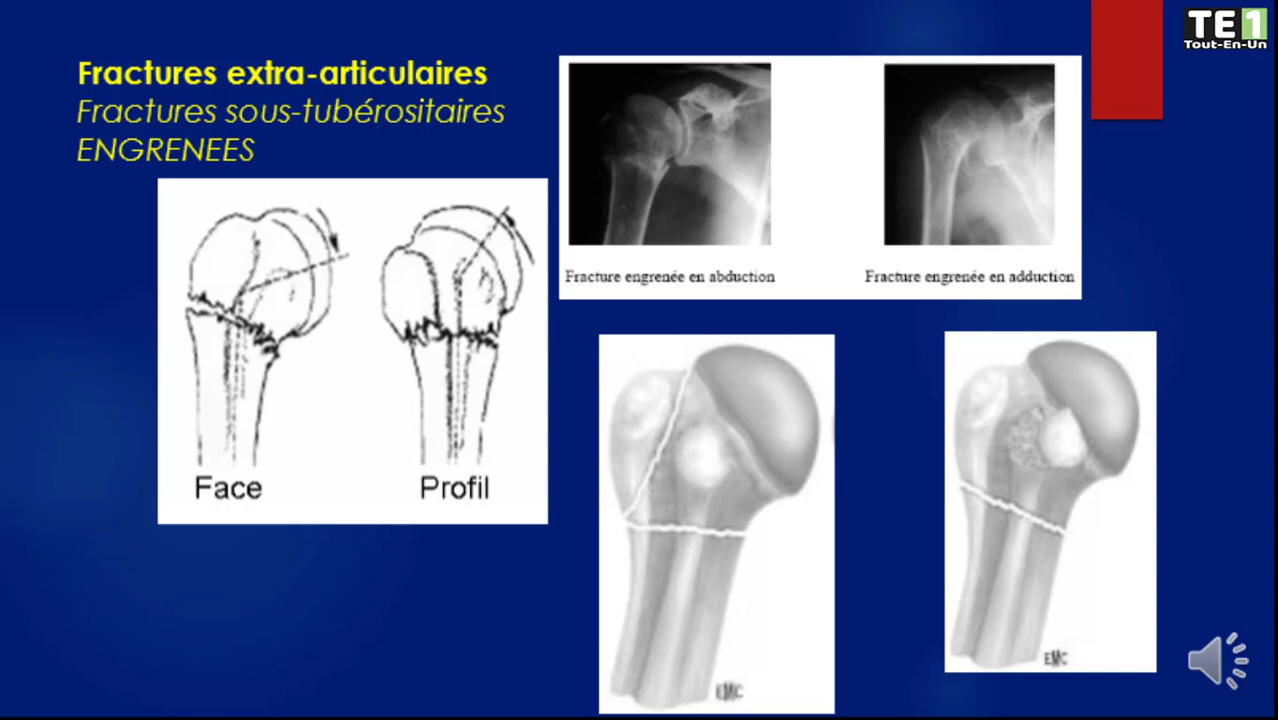 TE1
Tout-En-Un
Fractures extra-articulaires
Fractures sous-tubérositaires
ENGRENEES
Fracture engrenée en abduction
Fracture engrenée en adduction
Face
Profil
EMC
EMC